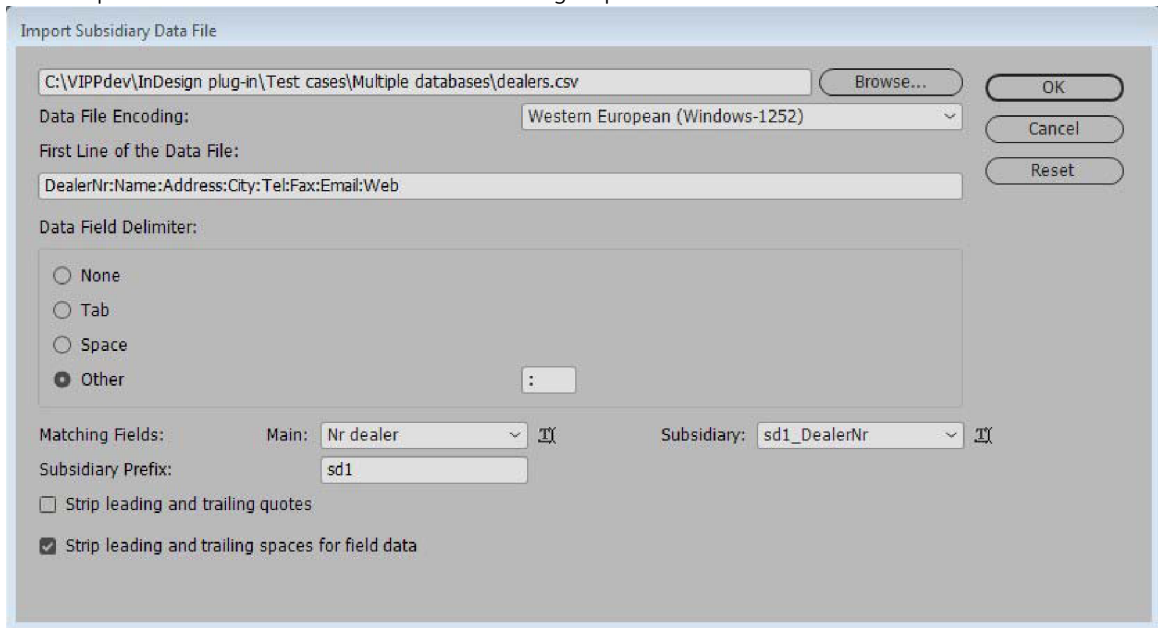 Import Subsidiary Data File
C:\VIPPdev\InDesign plug-in\Test cases\Multiple databases\dealers.csv Browse... OK
Data File Encoding: Western European (Windows-1252) Cancel
First Line of the Data File:
DealerNr:Name:Address:City:Tel:Fax:Email:Web Reset
Data Field Delimiter:
None
Tab
Space
Other :
Matching Fields: Main: Nr dealer Subsidiary: sd1_DealerNr
Subsidiary Prefix: sd1
Strip leading and trailing quotes
Strip leading and trailing spaces for field data